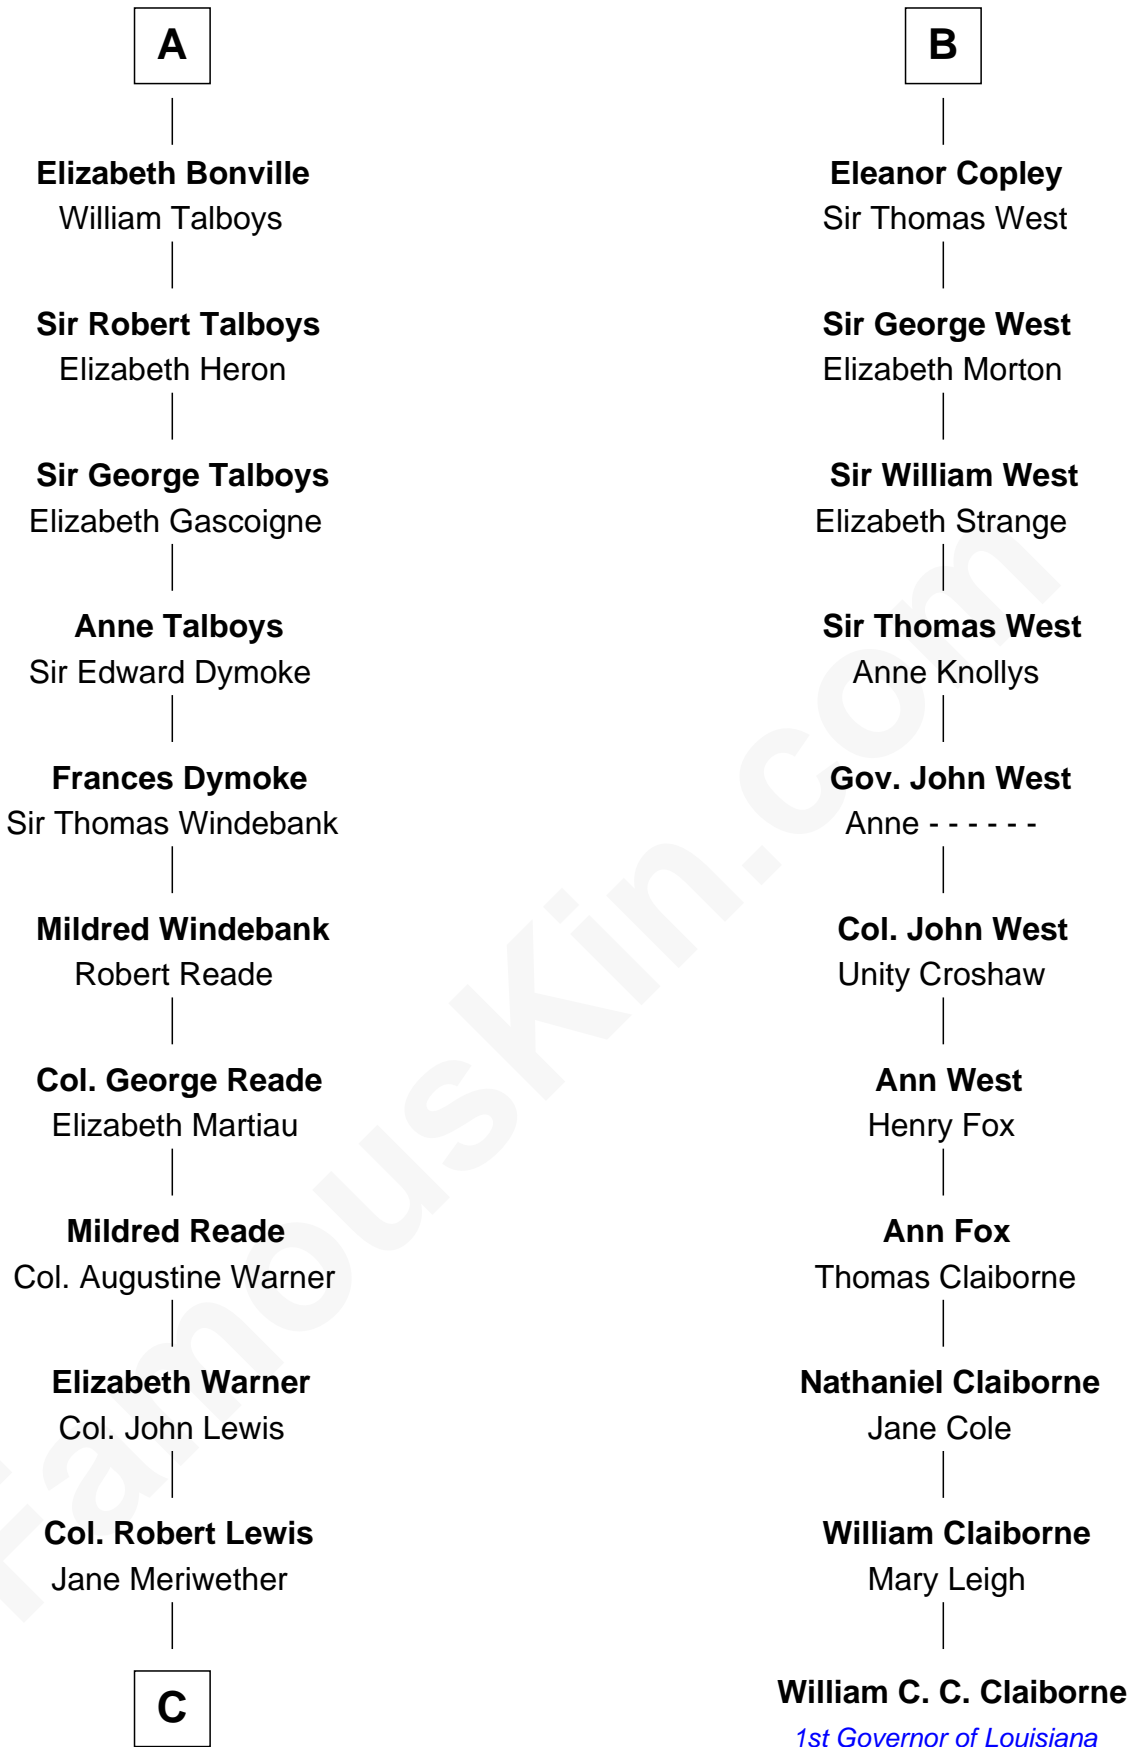 A
Elizabeth Bonville
William Talboys
Sir Robert Talboys
Elizabeth Heron
Sir George Talboys
Elizabeth Gascoigne
Anne Talboys
Sir Edward Dymoke
Frances Dymoke
Sir Thomas Windebank
Mildred Windebank
Robert Reade
Col. George Reade
Elizabeth Martiau
Mildred Reade
Col. Augustine Warner
Elizabeth Warner
Col. John Lewis
Col. Robert Lewis
Jane Meriwether
C
B
Eleanor Copley
Sir Thomas West
Sir George West
Elizabeth Morton
Sir William West
Elizabeth Strange
Sir Thomas West
Anne Knollys
Gov. John West
Anne - - - - - -
Col. John West
Unity Croshaw
Ann West
Henry Fox
Ann Fox
Thomas Claiborne
Nathaniel Claiborne
Jane Cole
William Claiborne
Mary Leigh
William C. C. Claiborne
1st Governor of Louisiana
FamousKin.com